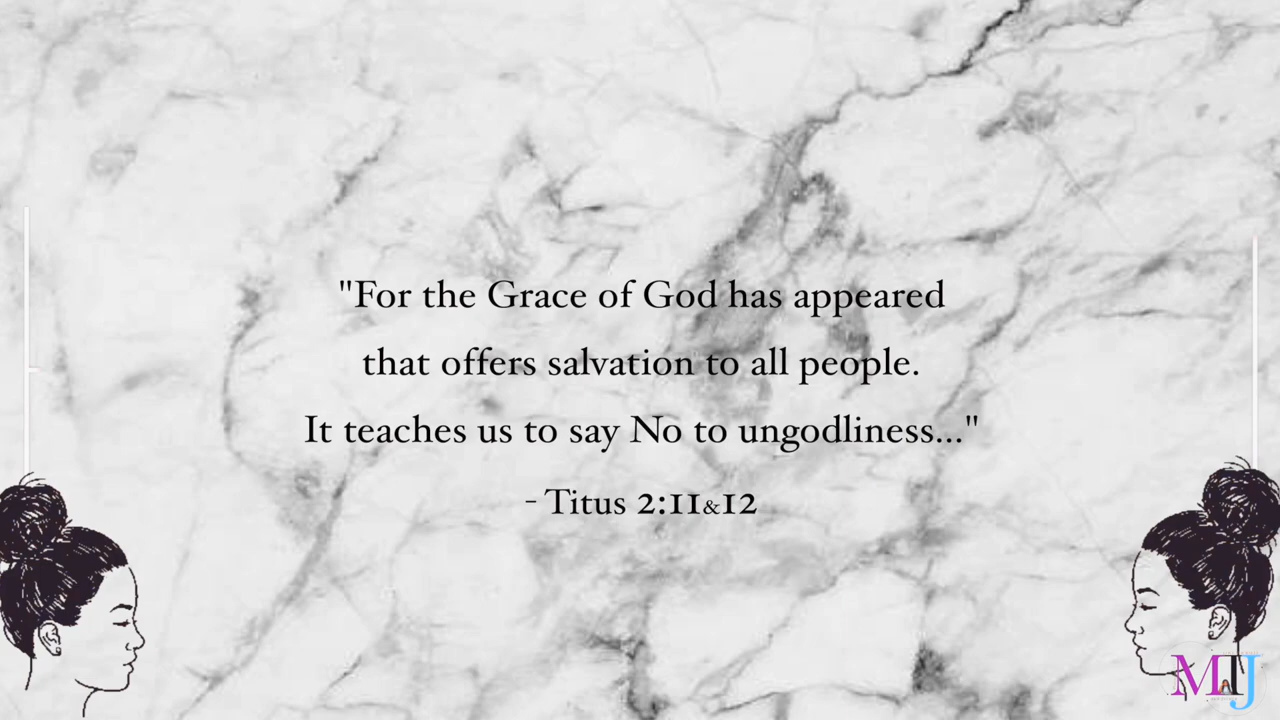 "For the Grace of God has appeared
that offers salvation to all people.
It teaches us to say No to ungodliness..."
- Titus 2:11&12
MTJ